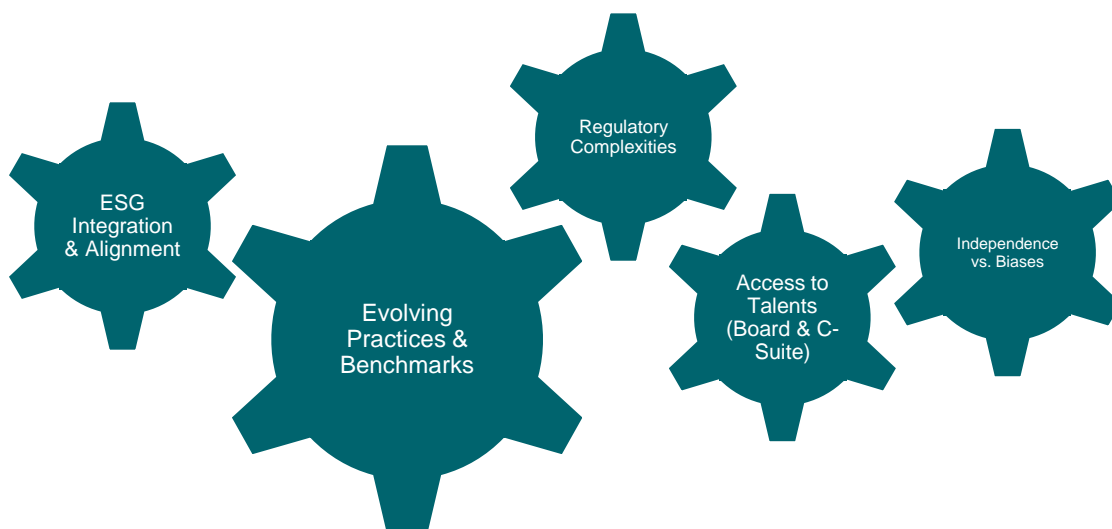 ESG
Integration
& Alignment
Evolving
Practices &
Benchmarks
Regulatory
Complexities
Access to
Talents
(Board & C-
Suite)
Independence
vs. Biases